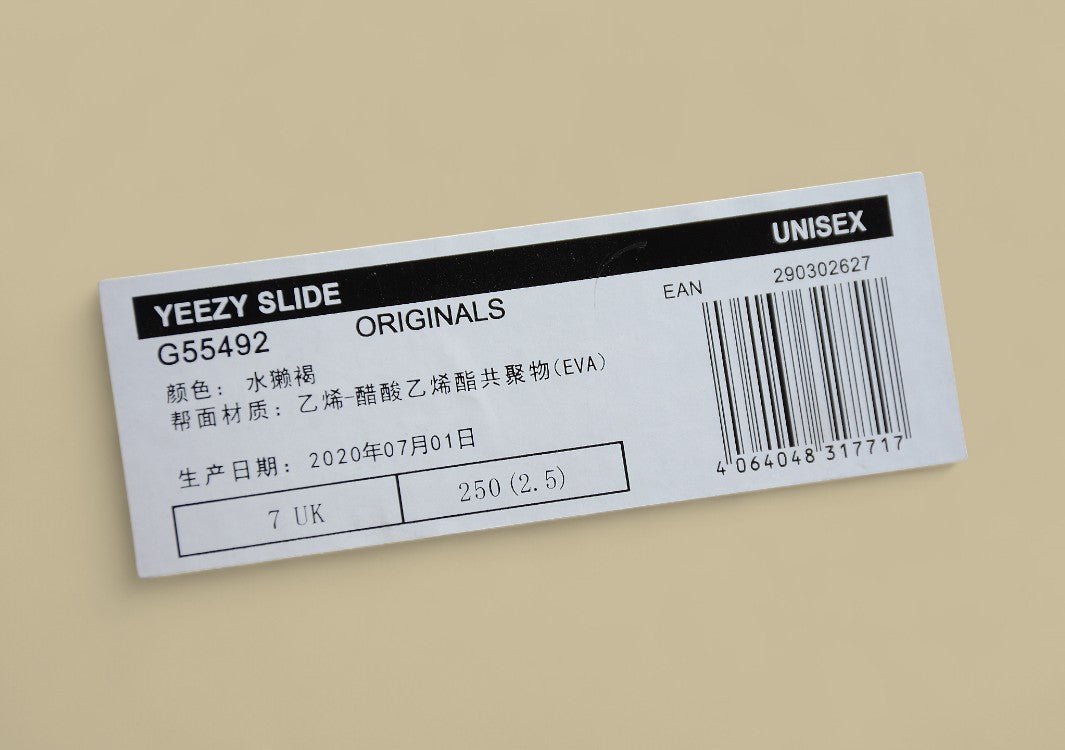 YEEZY SLIDE UNISEX
G55492 ORIGINALS EAN 290302627
颜色: 水獭褐
帮面材质: 乙烯-醋酸乙烯酯共聚物(EVA)
生产日期: 2020年07月01日
7 UK 250(2.5)
4 064048 317717